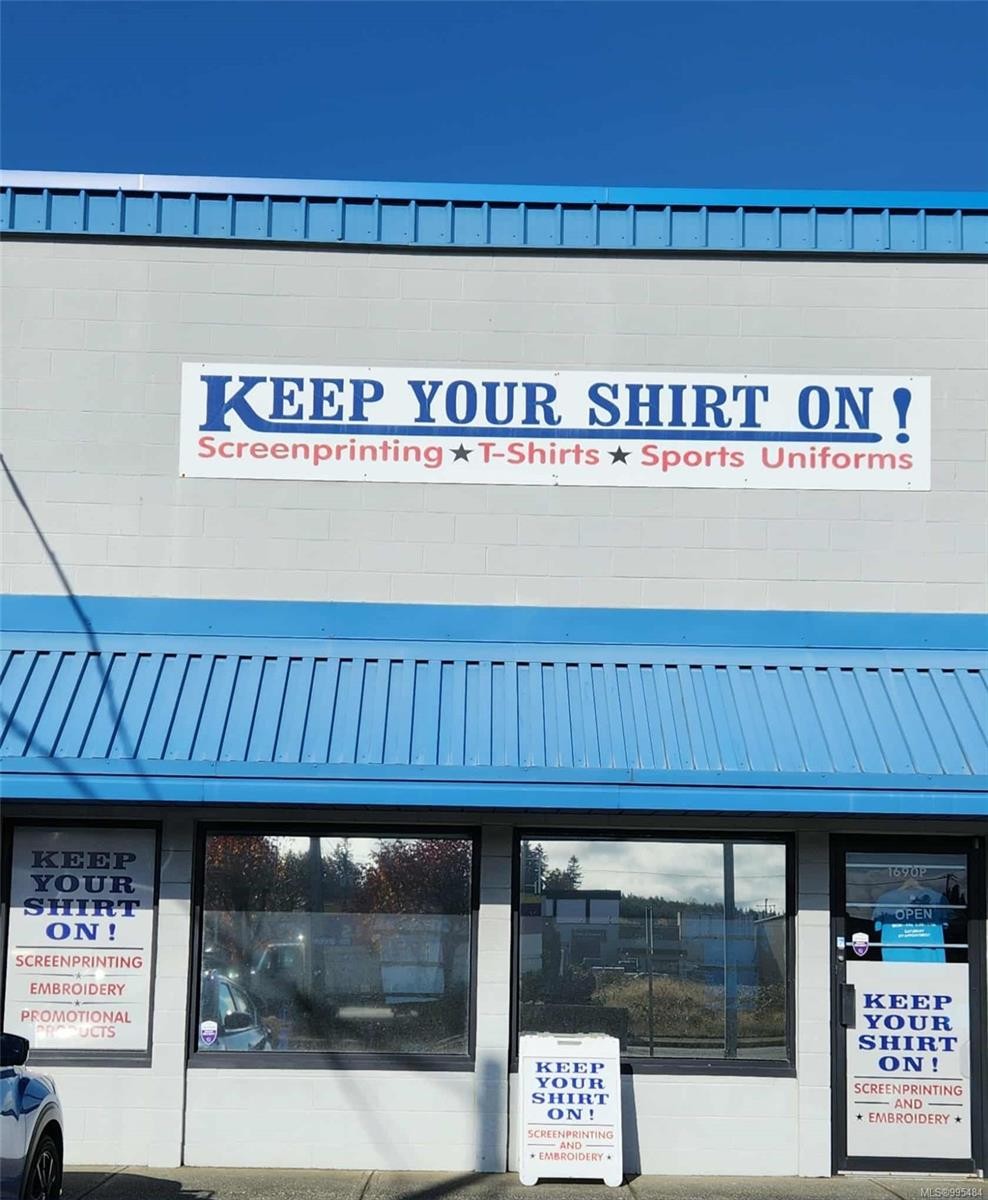 KEEP YOUR SHIRT ON!
Screenprinting ★ T-Shirts ★ Sports Uniforms
KEEP
YOUR
SHIRT
ON!
SCREENPRINTING
★
EMBROIDERY
★
PROMOTIONAL
PRODUCTS
1690P
OPEN
KEEP
YOUR
SHIRT
ON!
SCREENPRINTING
AND
★ EMBROIDERY ★
KEEP
YOUR
SHIRT
ON!
SCREENPRINTING
AND
★ EMBROIDERY ★
MLS®995484